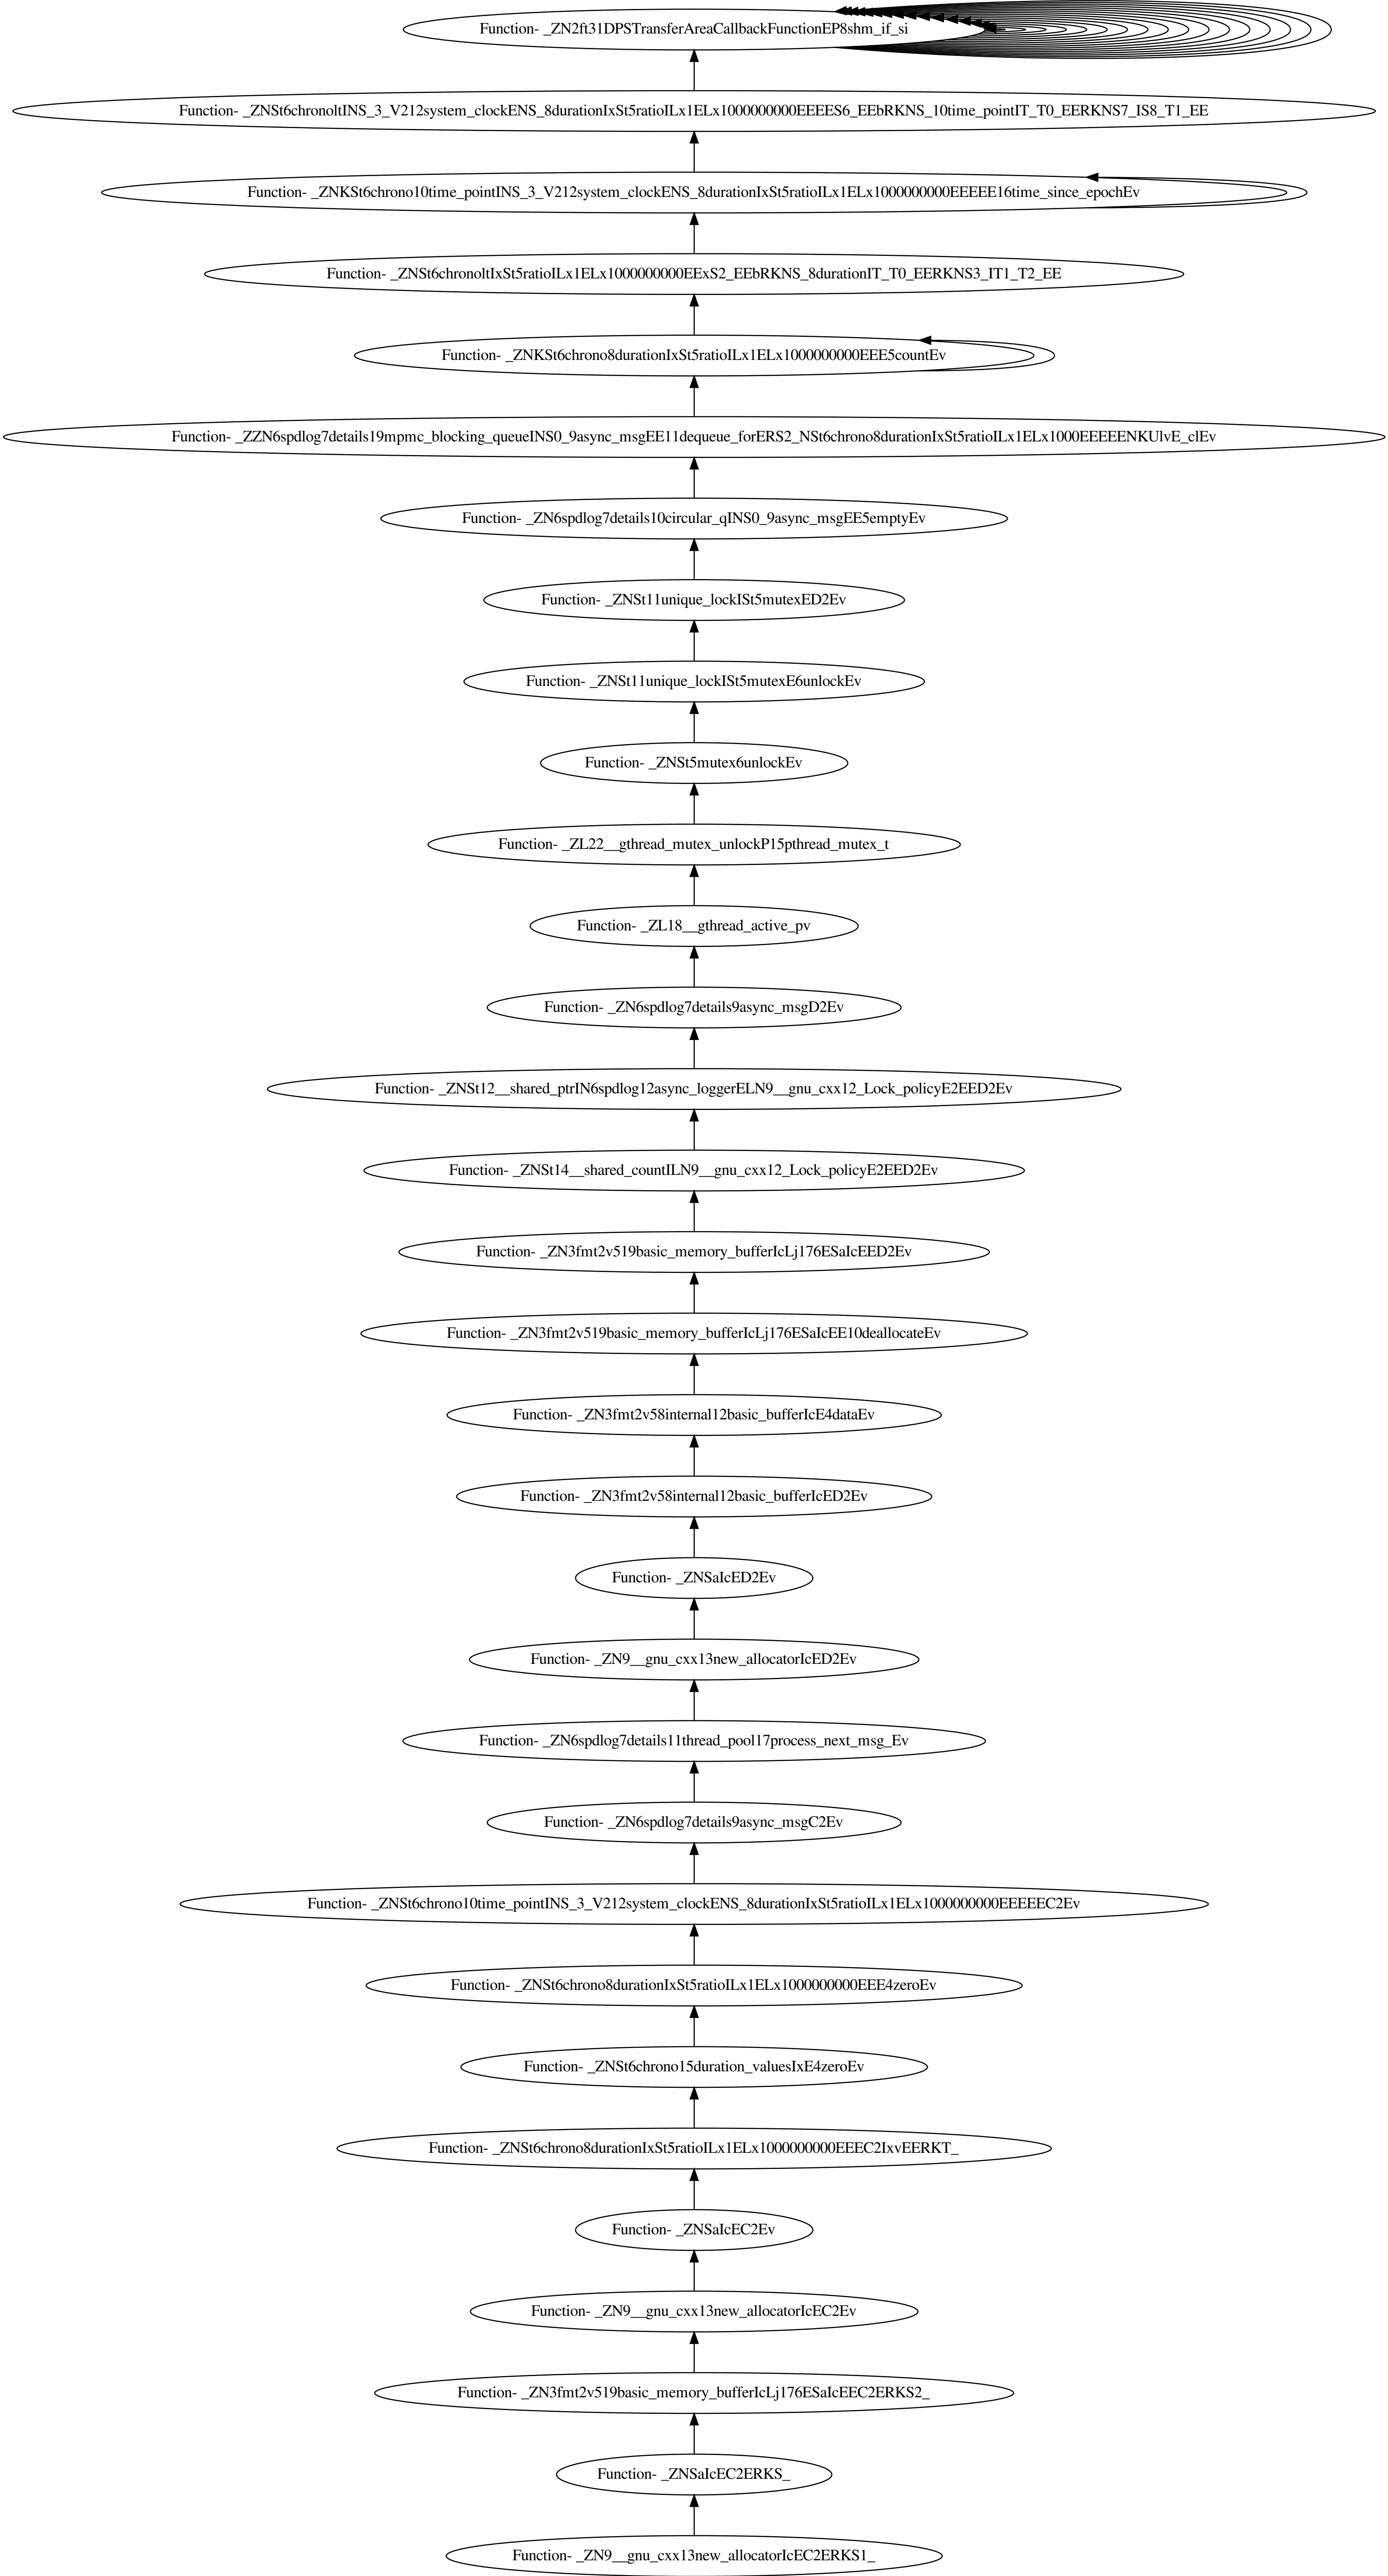 Function- _ZN2ft31DPSTransferAreaCallbackFunctionEP8shm_if_si
Function- _ZNSt6chronoltINS_3_V212system_clockENS_8durationIxSt5ratioILx1ELx1000000000EEEES6_EEbRKNS_10time_pointIT_T0_EERKNS7_IS8_T1_EE
Function- _ZNKSt6chrono10time_pointINS_3_V212system_clockENS_8durationIxSt5ratioILx1ELx1000000000EEEEE16time_since_epochEv
Function- _ZNSt6chronoltIxSt5ratioILx1ELx1000000000EExS2_EEbRKNS_8durationIT_T0_EERKNS3_IT1_T2_EE
Function- _ZNKSt6chrono8durationIxSt5ratioILx1ELx1000000000EEE5countEv
Function- _ZZN6spdlog7details19mpmc_blocking_queueINS0_9async_msgEE11dequeue_forERS2_NSt6chrono8durationIxSt5ratioILx1ELx1000EEEEENKUlvE_clEv
Function- _ZN6spdlog7details10circular_qINS0_9async_msgEE5emptyEv
Function- _ZNSt11unique_lockISt5mutexED2Ev
Function- _ZNSt11unique_lockISt5mutexE6unlockEv
Function- _ZNSt5mutex6unlockEv
Function- _ZL22__gthread_mutex_unlockP15pthread_mutex_t
Function- _ZL18__gthread_active_pv
Function- _ZN6spdlog7details9async_msgD2Ev
Function- _ZNSt12__shared_ptrIN6spdlog12async_loggerELN9__gnu_cxx12_Lock_policyE2EED2Ev
Function- _ZNSt14__shared_countILN9__gnu_cxx12_Lock_policyE2EED2Ev
Function- _ZN3fmt2v519basic_memory_bufferIcLj176ESaIcEED2Ev
Function- _ZN3fmt2v519basic_memory_bufferIcLj176ESaIcEE10deallocateEv
Function- _ZN3fmt2v58internal12basic_bufferIcE4dataEv
Function- _ZN3fmt2v58internal12basic_bufferIcED2Ev
Function- _ZNSaIcED2Ev
Function- _ZN9__gnu_cxx13new_allocatorIcED2Ev
Function- _ZN6spdlog7details11thread_pool17process_next_msg_Ev
Function- _ZN6spdlog7details9async_msgC2Ev
Function- _ZNSt6chrono10time_pointINS_3_V212system_clockENS_8durationIxSt5ratioILx1ELx1000000000EEEEEC2Ev
Function- _ZNSt6chrono8durationIxSt5ratioILx1ELx1000000000EEE4zeroEv
Function- _ZNSt6chrono15duration_valuesIxE4zeroEv
Function- _ZNSt6chrono8durationIxSt5ratioILx1ELx1000000000EEEC2IxvEERKT_
Function- _ZNSaIcEC2Ev
Function- _ZN9__gnu_cxx13new_allocatorIcEC2Ev
Function- _ZN3fmt2v519basic_memory_bufferIcLj176ESaIcEEC2ERKS2_
Function- _ZNSaIcEC2ERKS_
Function- _ZN9__gnu_cxx13new_allocatorIcEC2ERKS1_